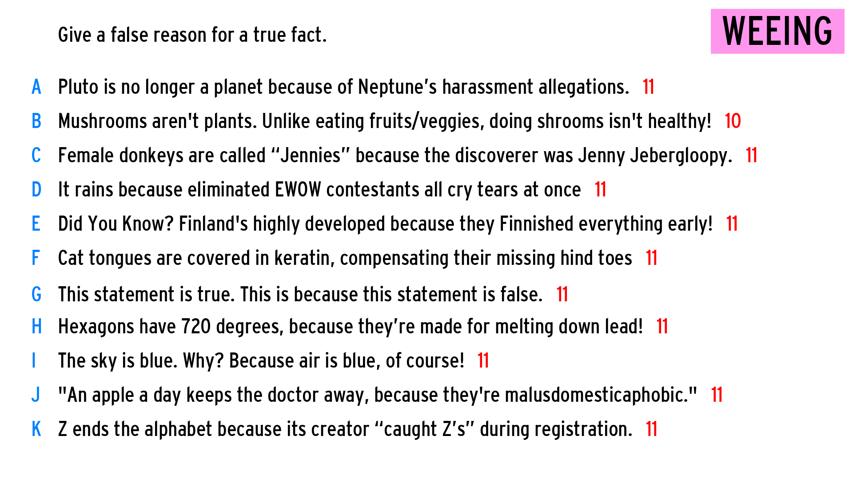 Give a false reason for a true fact.
WEEING
A Pluto is no longer a planet because of Neptune's harassment allegations. 11
B Mushrooms aren't plants. Unlike eating fruits/veggies, doing shrooms isn't healthy! 10
C Female donkeys are called “Jennies” because the discoverer was Jenny Jebergloopy. 11
D It rains because eliminated EWOW contestants all cry tears at once 11
E Did You Know? Finland's highly developed because they Finnished everything early! 11
F Cat tongues are covered in keratin, compensating their missing hind toes 11
G This statement is true. This is because this statement is false. 11
H Hexagons have 720 degrees, because they’re made for melting down lead! 11
I The sky is blue. Why? Because air is blue, of course! 11
J "An apple a day keeps the doctor away, because they're malusdomesticaphobic." 11
K Z ends the alphabet because its creator “caught Z’s” during registration. 11